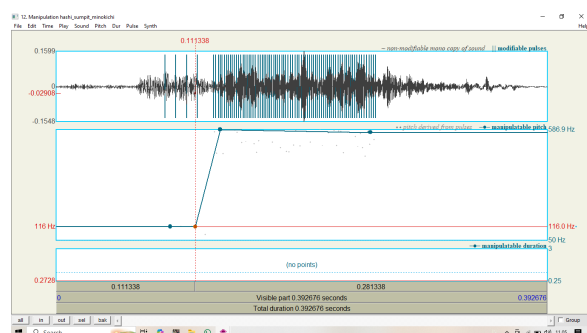 12. Manipulation hashi_sumpit_minokichi
File Edit Time Play Sound Pitch Dur Pulse Synth Help
0.111338
0.1599
~ non-modifiable mono copy of sound || modifiable pulses
0
-0.02908
-0.1548
•• pitch derived from pulses
manipulatable pitch
586.9 Hz
116 Hz
116.0 Hz
50 Hz
manipulatable duration
3
(no points)
0.2728
0.25
0.111338 0.281338
0 Visible part 0.392676 seconds 0.392676
Total duration 0.392676 seconds
all in out sel bak Group
Search
11:05